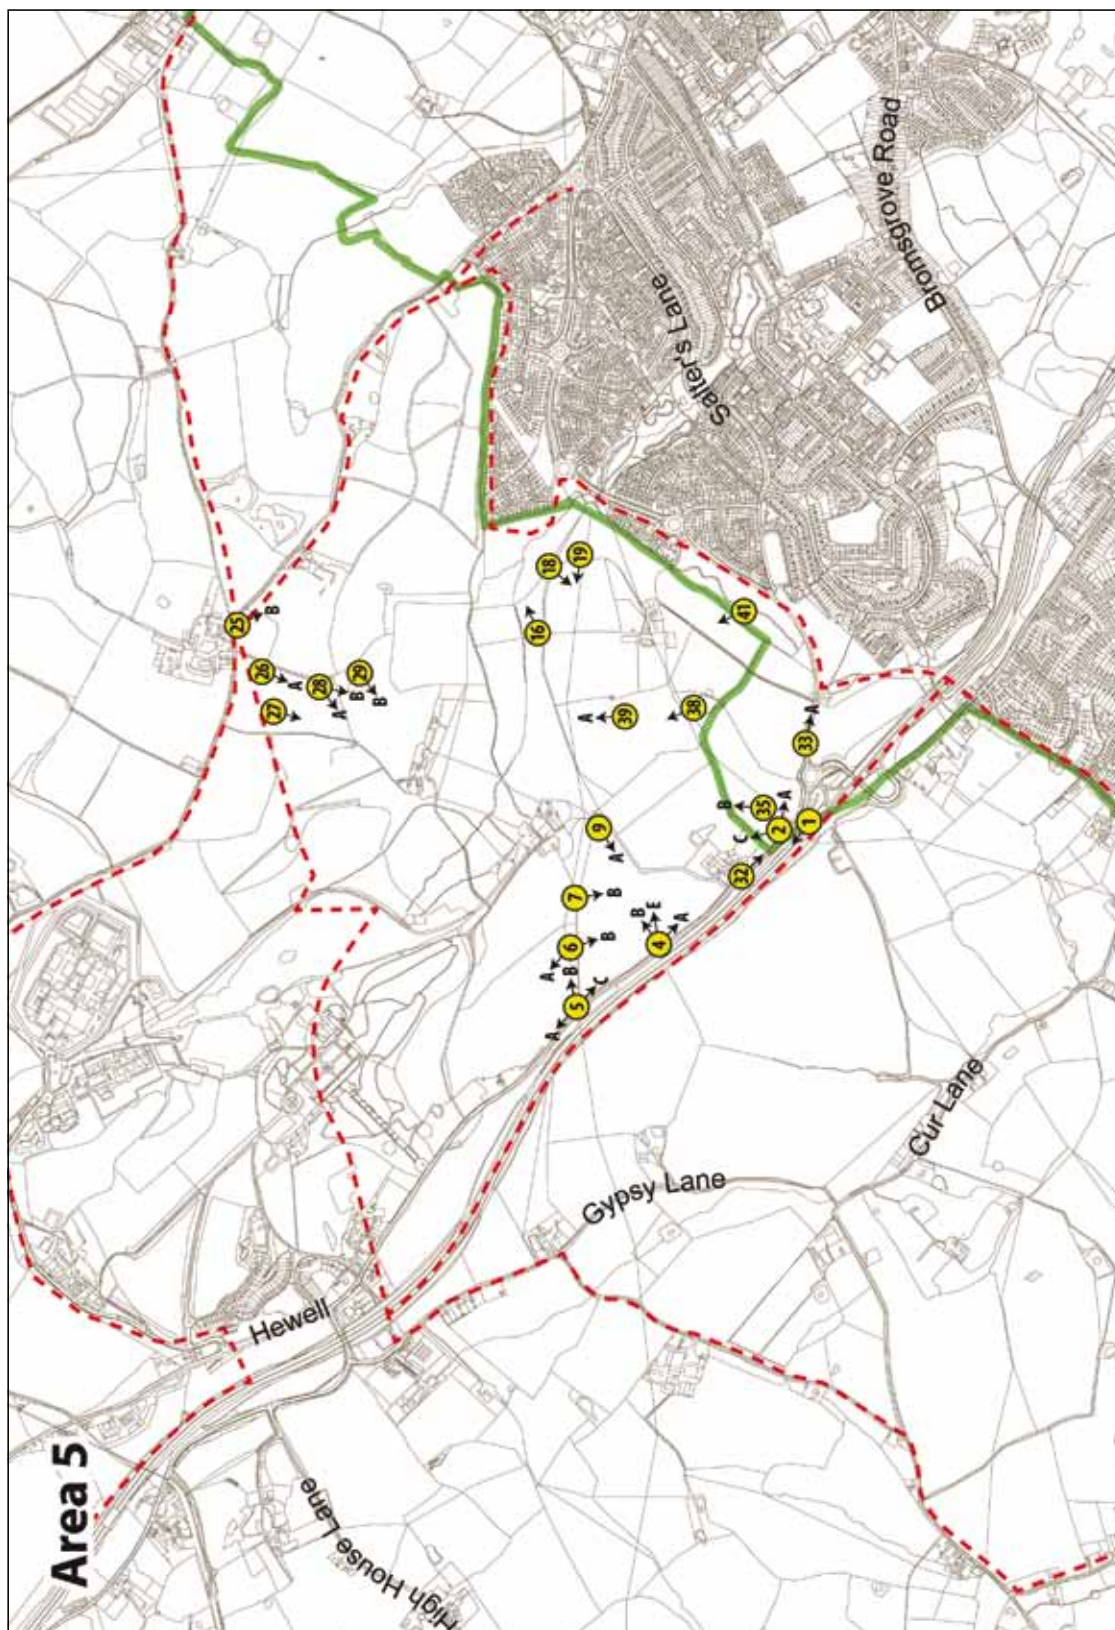 Area 5
High House Lane
Hewell
Gypsy Lane
Cur Lane
Salter's Lane
Bromsgrove Road
25
B
26
A
27
28
A
B
29
B
18
19
16
39
A
38
41
9
A
7
B
6
A
B
5
A
B
C
4
B
E
A
32
35
B
2
A
C
1
33
A